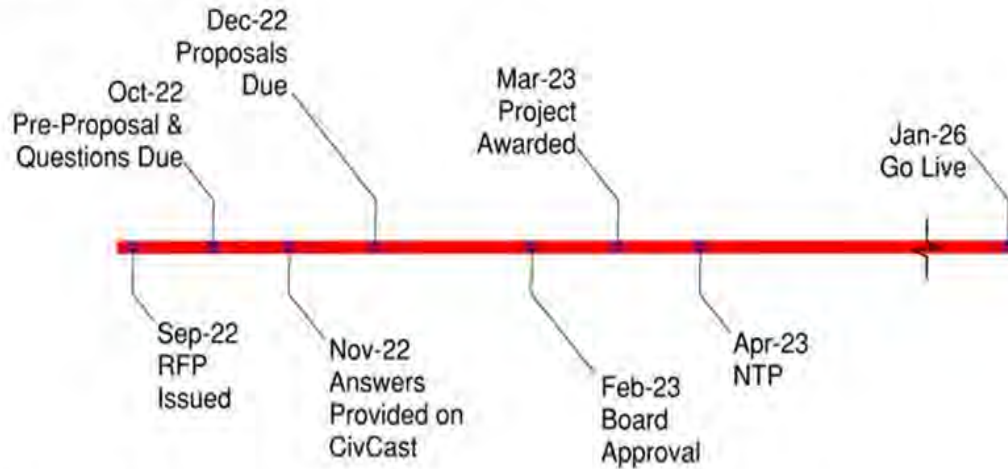 Dec-22
Proposals
Due
Oct-22
Pre-Proposal &
Questions Due
Mar-23
Project
Awarded
Jan-26
Go Live
Sep-22
RFP
Issued
Nov-22
Answers
Provided on
CivCast
Feb-23
Board
Approval
Apr-23
NTP